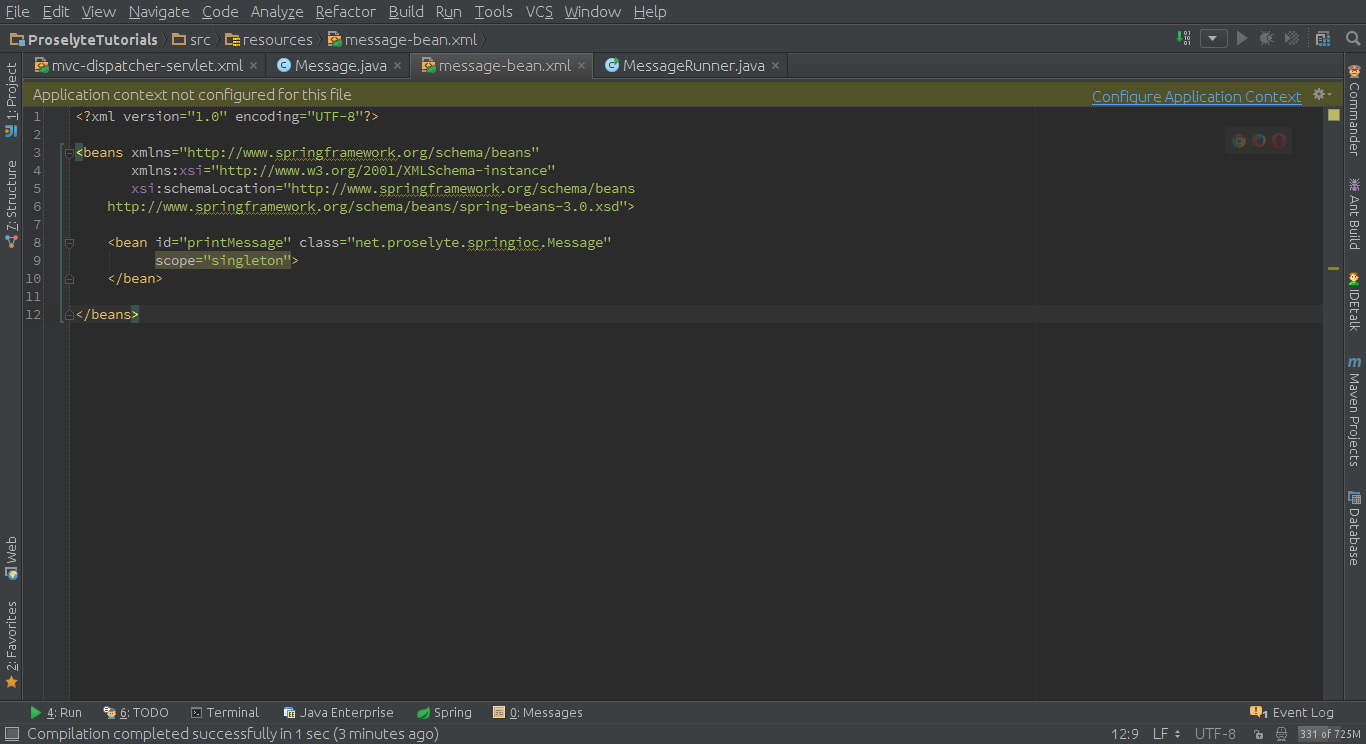 File Edit View Navigate Code Analyze Refactor Build Run Tools VCS Window Help
ProselyteTutorials src resources message-bean.xml
mvc-dispatcher-servlet.xml Message.java message-bean.xml MessageRunner.java
Application context not configured for this file Configure Application Context
1 <?xml version="1.0" encoding="UTF-8"?>
2
3 <beans xmlns="http://www.springframework.org/schema/beans"
4 xmlns:xsi="http://www.w3.org/2001/XMLSchema-instance"
5 xsi:schemaLocation="http://www.springframework.org/schema/beans
6 http://www.springframework.org/schema/beans/spring-beans-3.0.xsd">
7
8 <bean id="printMessage" class="net.proselyte.springioc.Message"
9 scope="singleton">
10 </bean>
11
12 </beans>
1: Project
7: Structure
Web
2: Favorites
Commander
Ant Build
IDEtalk
m Maven Projects
Database
4: Run 6: TODO Terminal Java Enterprise Spring 0: Messages 1 Event Log
Compilation completed successfully in 1 sec (3 minutes ago) 12:9 LF UTF-8 331 of 725M